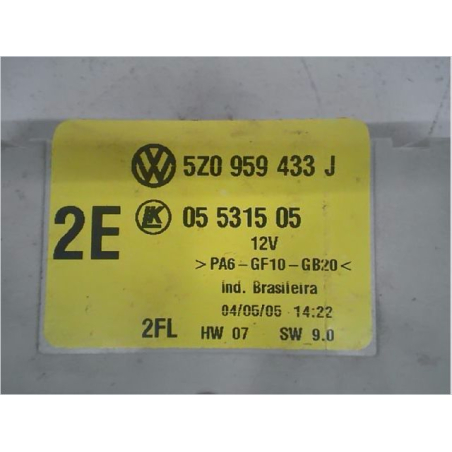 VW 5Z0 959 433 J
2E
K 05 5315 05
12V
>PA6-GF10-GB20<
Ind. Brasileira
04/05/05 14:22
2FL HW 07 SW 9.0